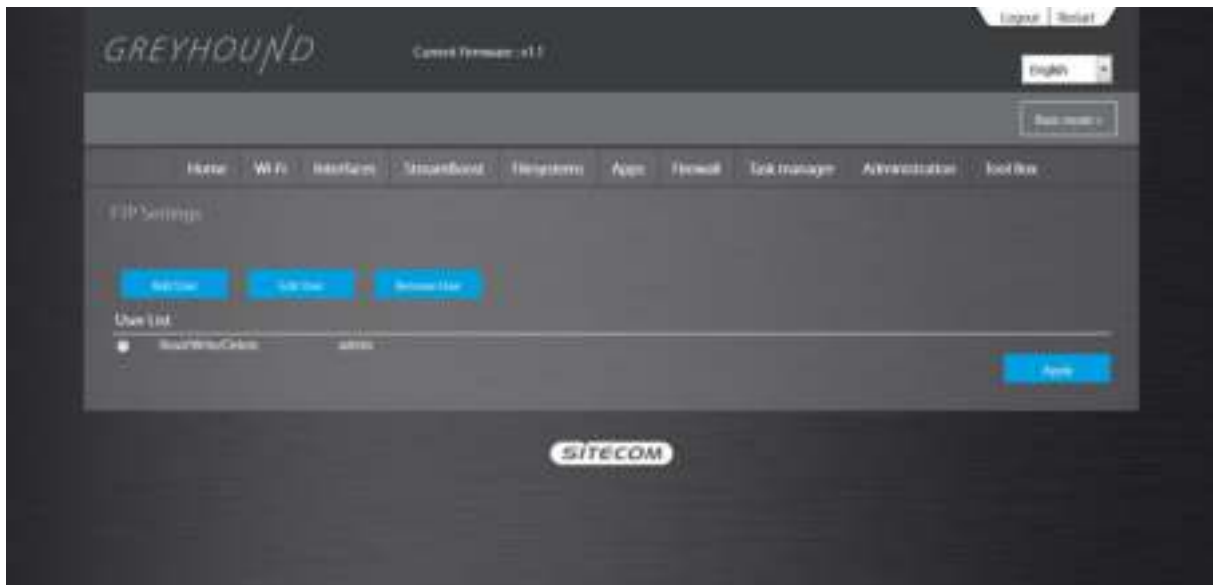 Logout Restart
GREYHOUND
Current Firmware : v1.1
English
Basic mode >
Home Wi-Fi Interfaces StreamBoost Filesystems Apps Firewall Task manager Administration Tool Box
FTP Settings
Add User Edit User Remove User
User List
Read/Write/Delete admin
Apply
SITECOM